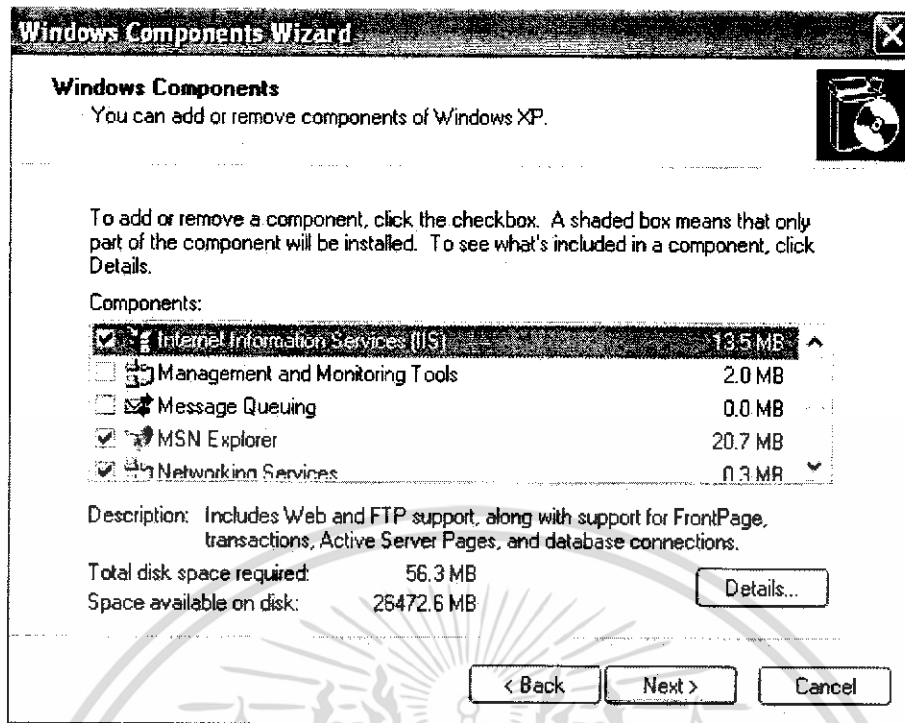 Windows Components Wizard
Windows Components
You can add or remove components of Windows XP.
To add or remove a component, click the checkbox. A shaded box means that only
part of the component will be installed. To see what's included in a component, click
Details.
Components:
Internet Information Services (IIS) 13.5 MB
Management and Monitoring Tools 2.0 MB
Message Queuing 0.0 MB
MSN Explorer 20.7 MB
Networking Services 0.3 MB
Description: Includes Web and FTP support, along with support for FrontPage,
transactions, Active Server Pages, and database connections.
Total disk space required: 56.3 MB
Space available on disk: 26472.6 MB
Details...
< Back Next > Cancel